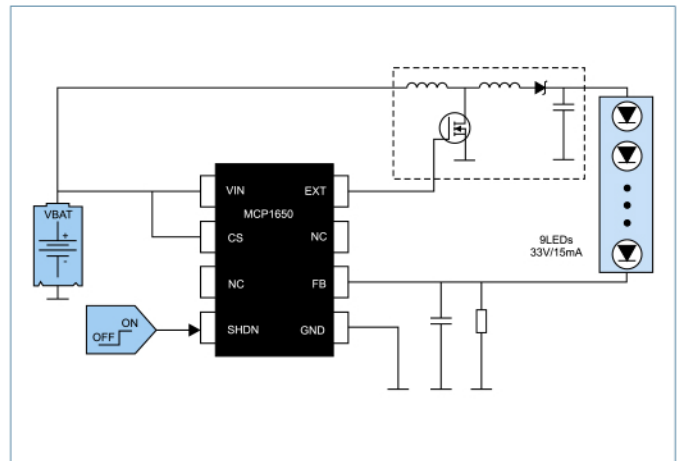 VBAT
+
-
OFF
ON
VIN
EXT
MCP1650
CS
NC
NC
FB
SHDN
GND
9LEDs
33V/15mA